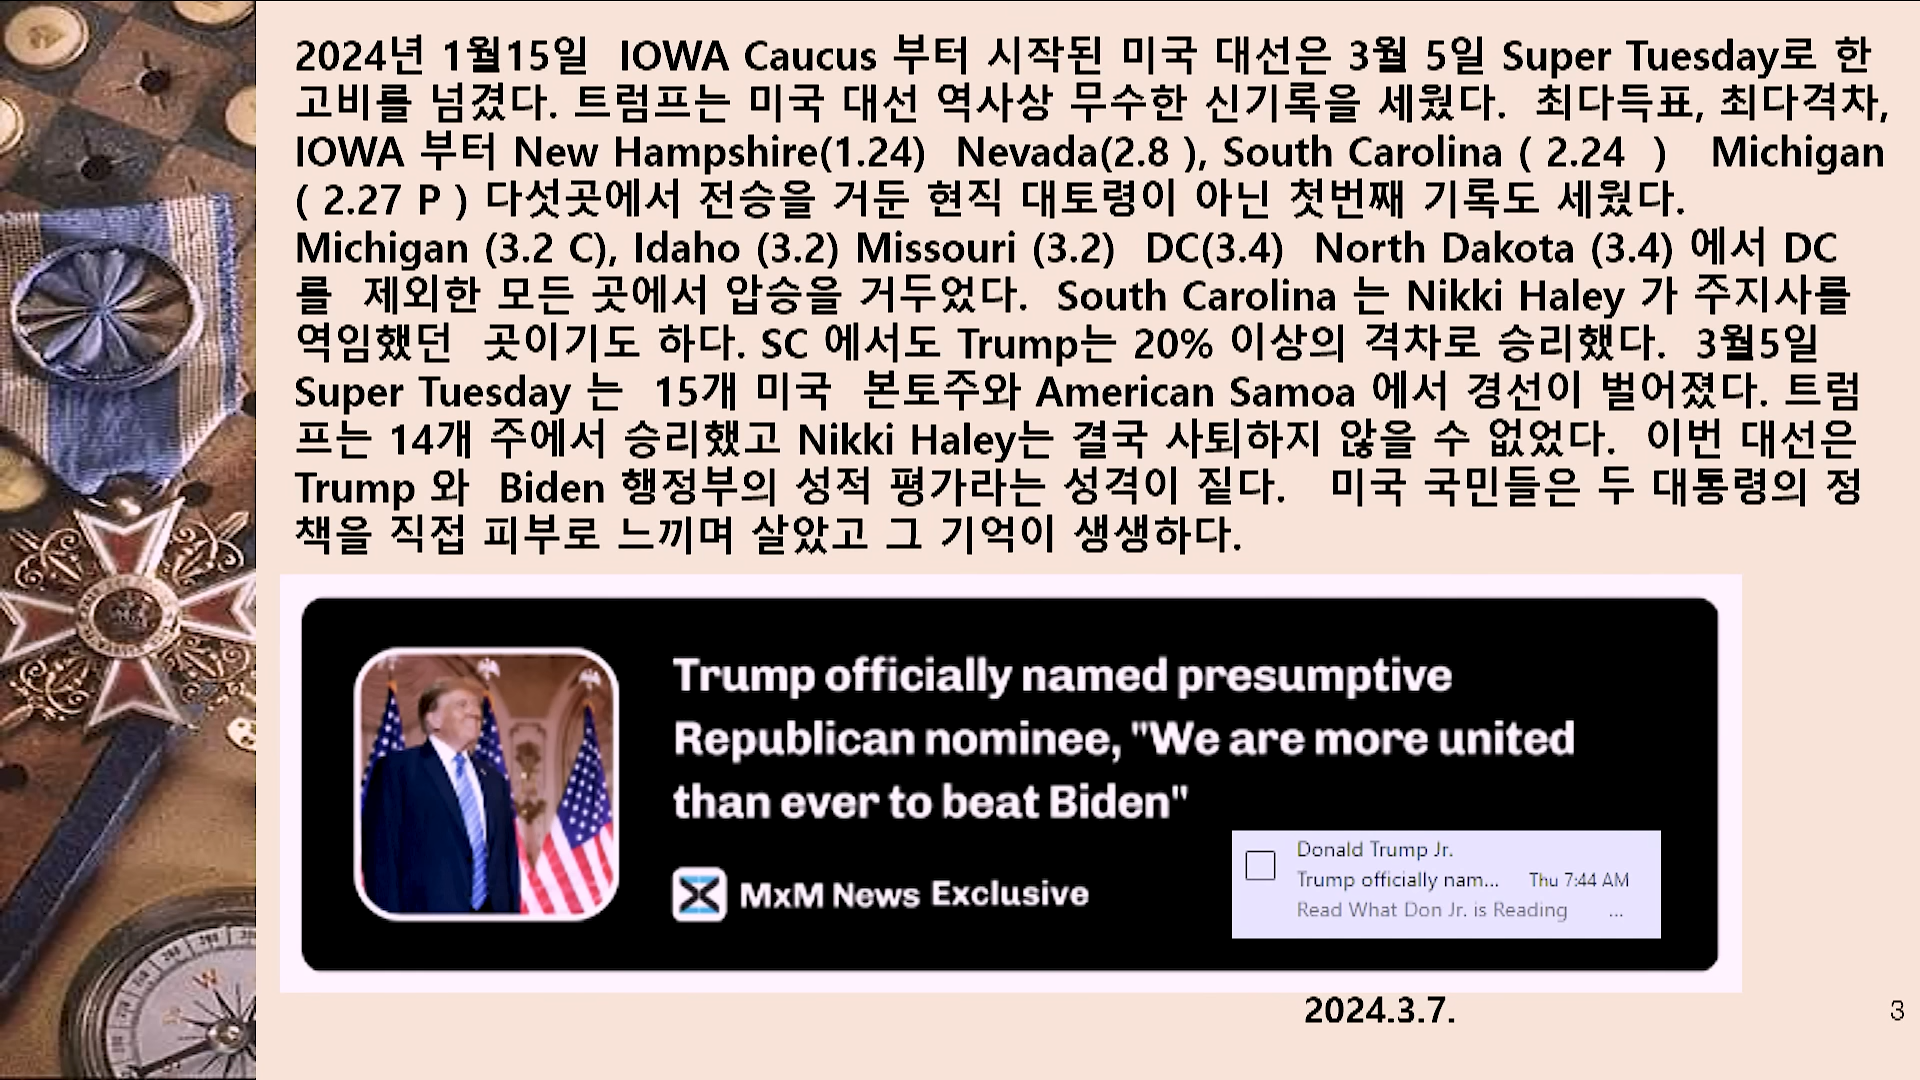 2024년 1월15일  IOWA Caucus 부터 시작된 미국 대선은 3월 5일 Super Tuesday로 한
고비를 넘겼다. 트럼프는 미국 대선 역사상 무수한 신기록을 세웠다.  최다득표, 최다격차,
IOWA 부터 New Hampshire(1.24)  Nevada(2.8 ), South Carolina ( 2.24  )   Michigan
( 2.27 P ) 다섯곳에서 전승을 거둔 현직 대토령이 아닌 첫번째 기록도 세웠다.
Michigan (3.2 C), Idaho (3.2) Missouri (3.2)  DC(3.4)  North Dakota (3.4) 에서 DC
를  제외한 모든 곳에서 압승을 거두었다.  South Carolina 는 Nikki Haley 가 주지사를
역임했던  곳이기도 하다. SC 에서도 Trump는 20% 이상의 격차로 승리했다.  3월5일
Super Tuesday 는  15개 미국  본토주와 American Samoa 에서 경선이 벌어졌다. 트럼
프는 14개 주에서 승리했고 Nikki Haley는 결국 사퇴하지 않을 수 없었다.  이번 대선은
Trump 와  Biden 행정부의 성적 평가라는 성격이 짙다.   미국 국민들은 두 대통령의 정
책을 직접 피부로 느끼며 살았고 그 기억이 생생하다.
Trump officially named presumptive
Republican nominee, "We are more united
than ever to beat Biden"
MxM News Exclusive
Donald Trump Jr.
Trump officially nam... Thu 7:44 AM
Read What Don Jr. is Reading ...
2024.3.7.
3